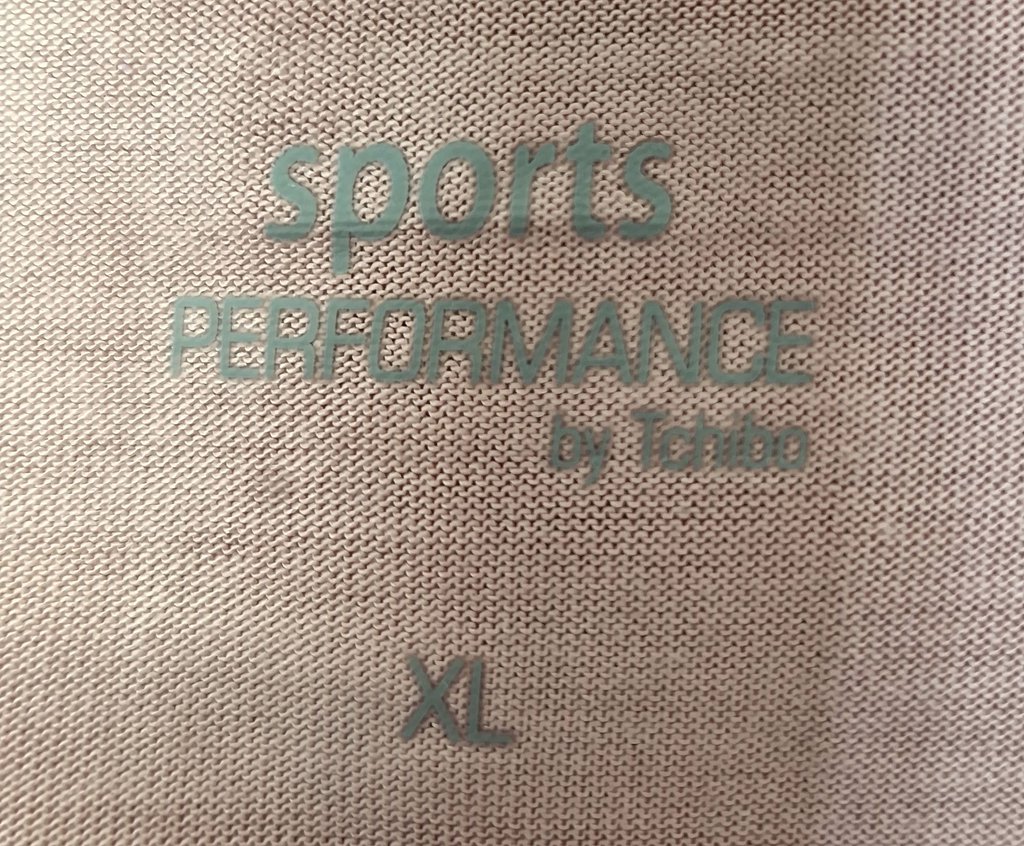 sports
PERFORMANCE
by Tchibo
XL